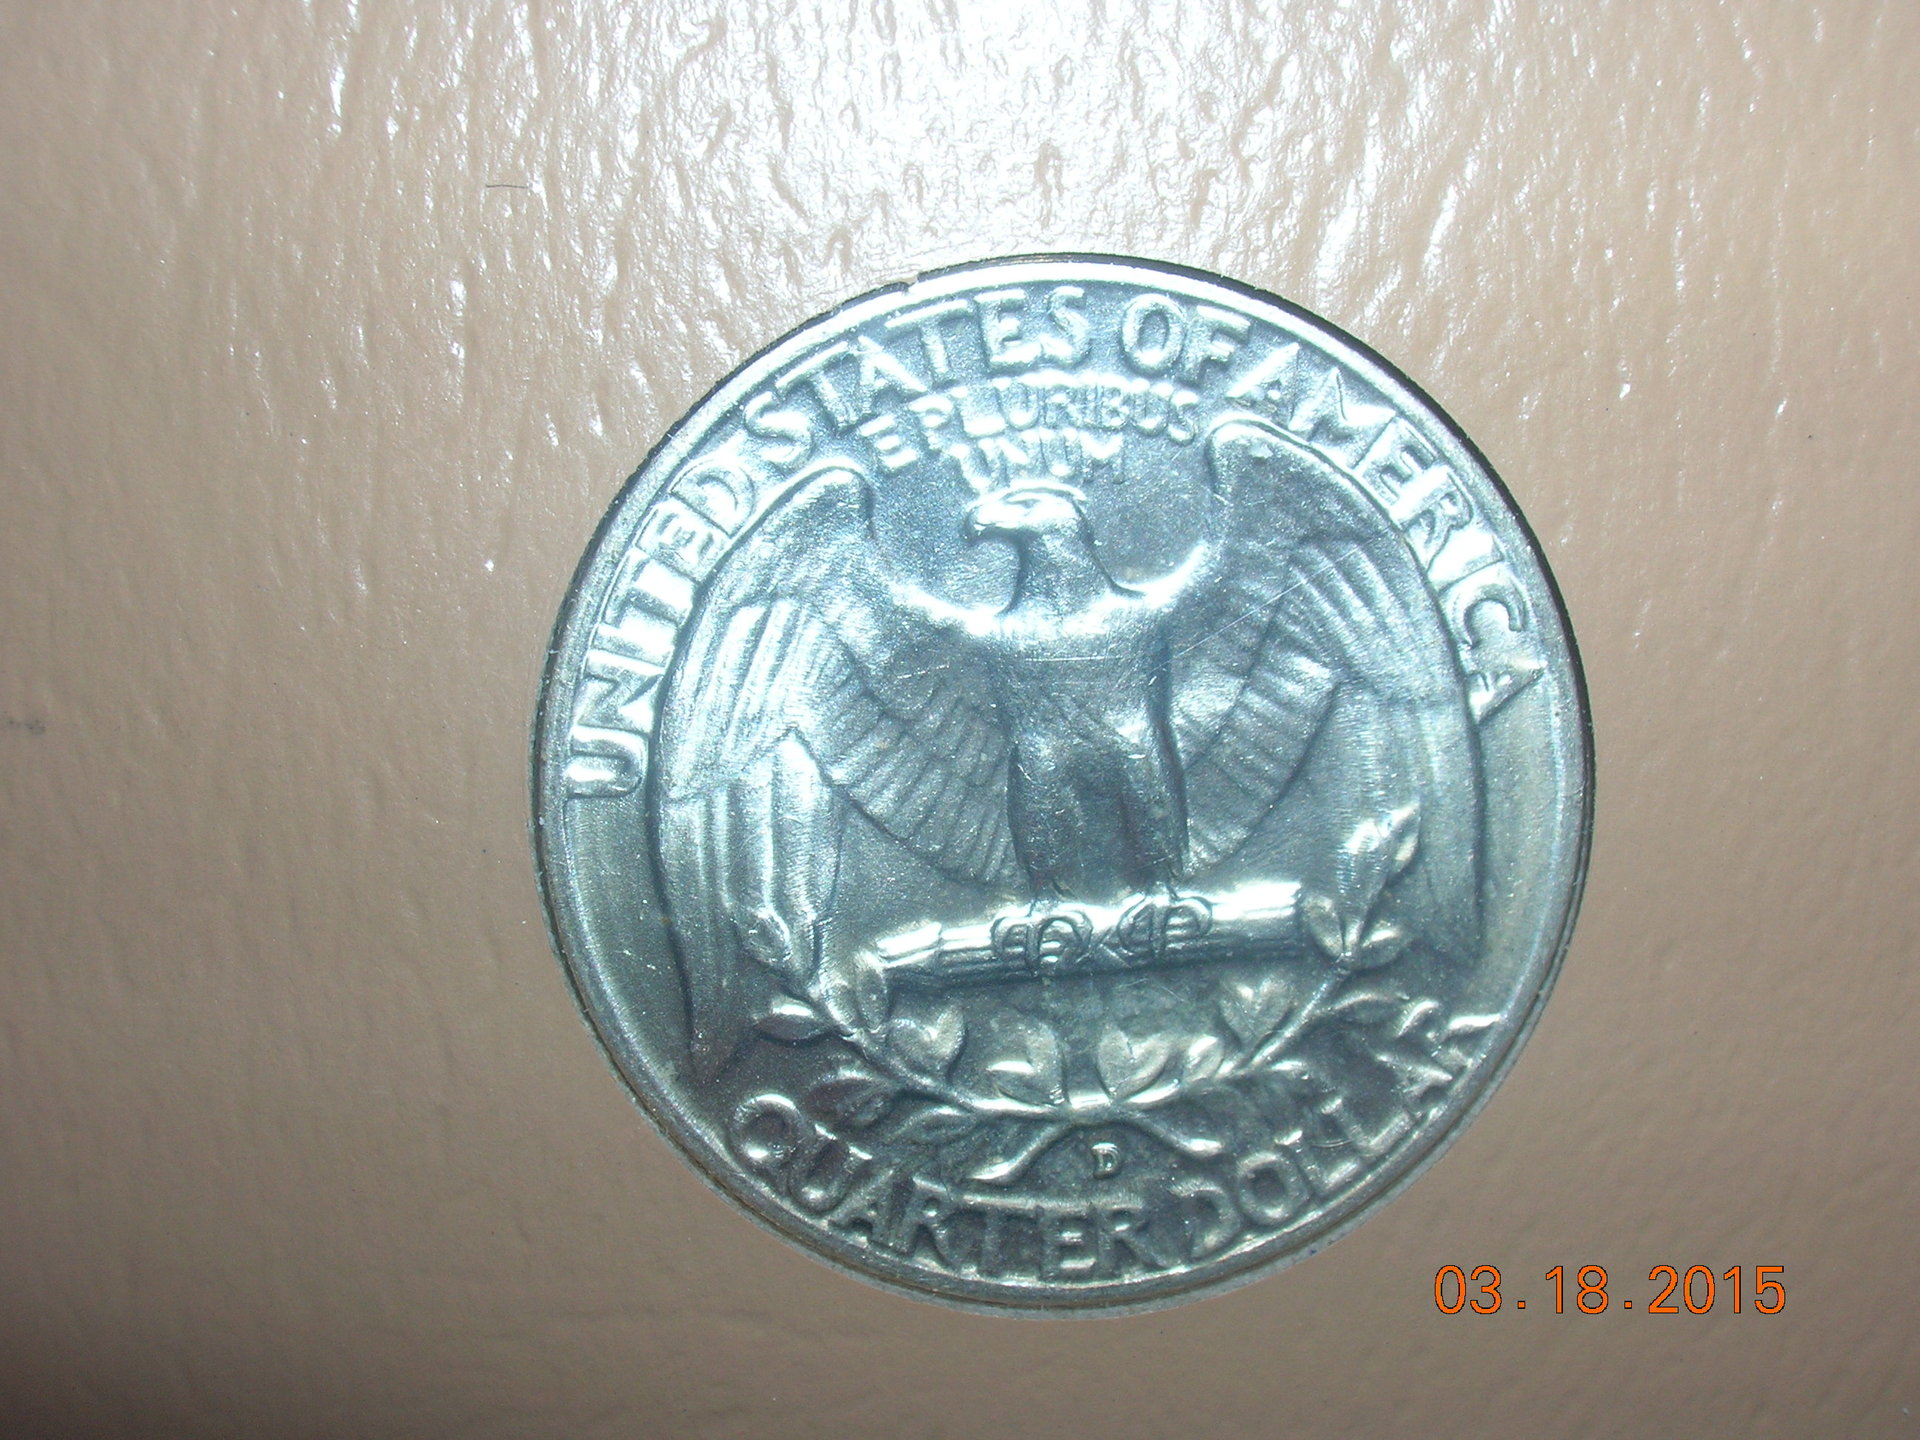 UNITED STATES OF AMERICA
E PLURIBUS
UNUM
D
QUARTER DOLLAR
03.18.2015